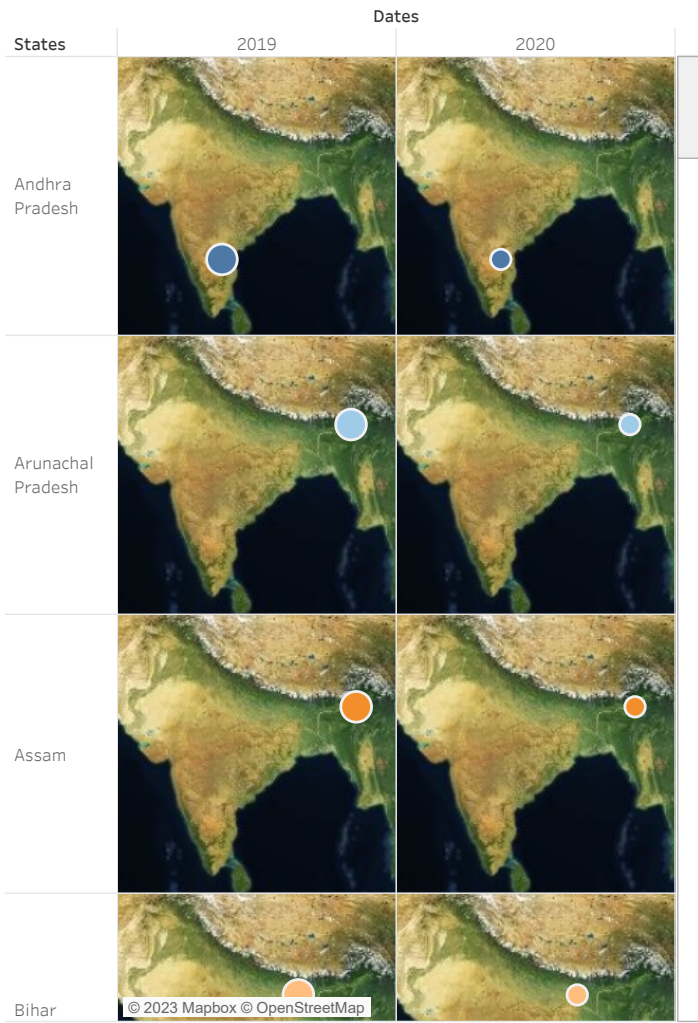 Dates
States
2019
2020
Andhra
Pradesh
Arunachal
Pradesh
Assam
Bihar
© 2023 Mapbox © OpenStreetMap